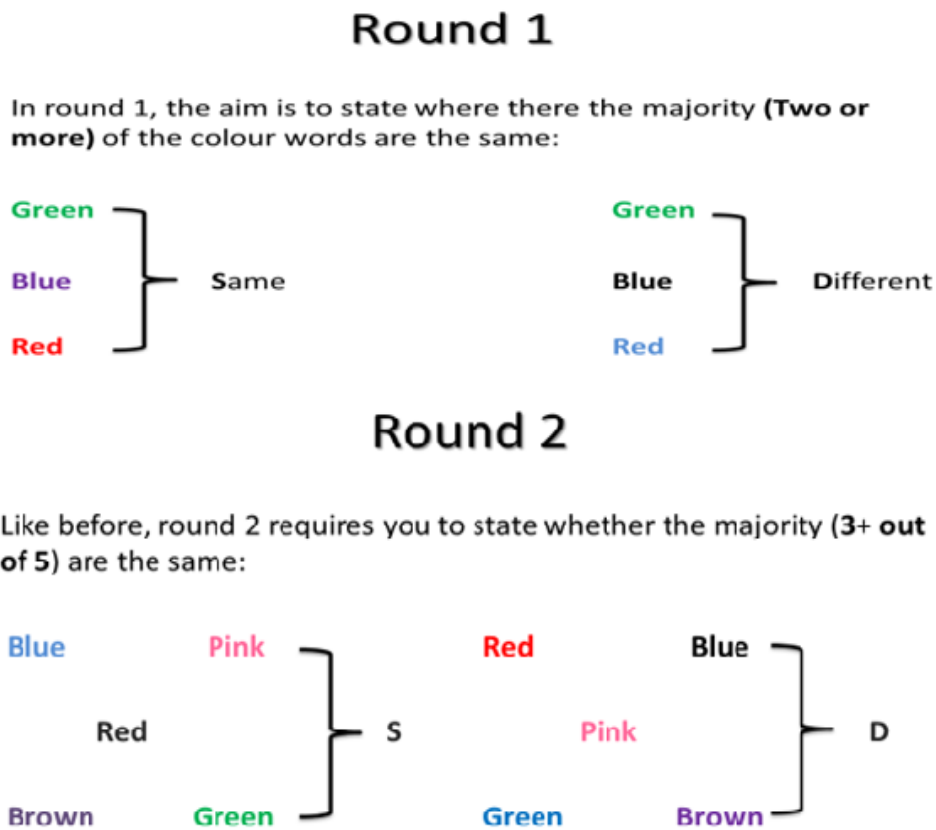 Round 1
In round 1, the aim is to state where there the majority (Two or
more) of the colour words are the same:
Green Green
Blue Same Blue Different
Red Red
Round 2
Like before, round 2 requires you to state whether the majority (3+ out
of 5) are the same:
Blue Pink Red Blue
Red S Pink D
Brown Green Green Brown